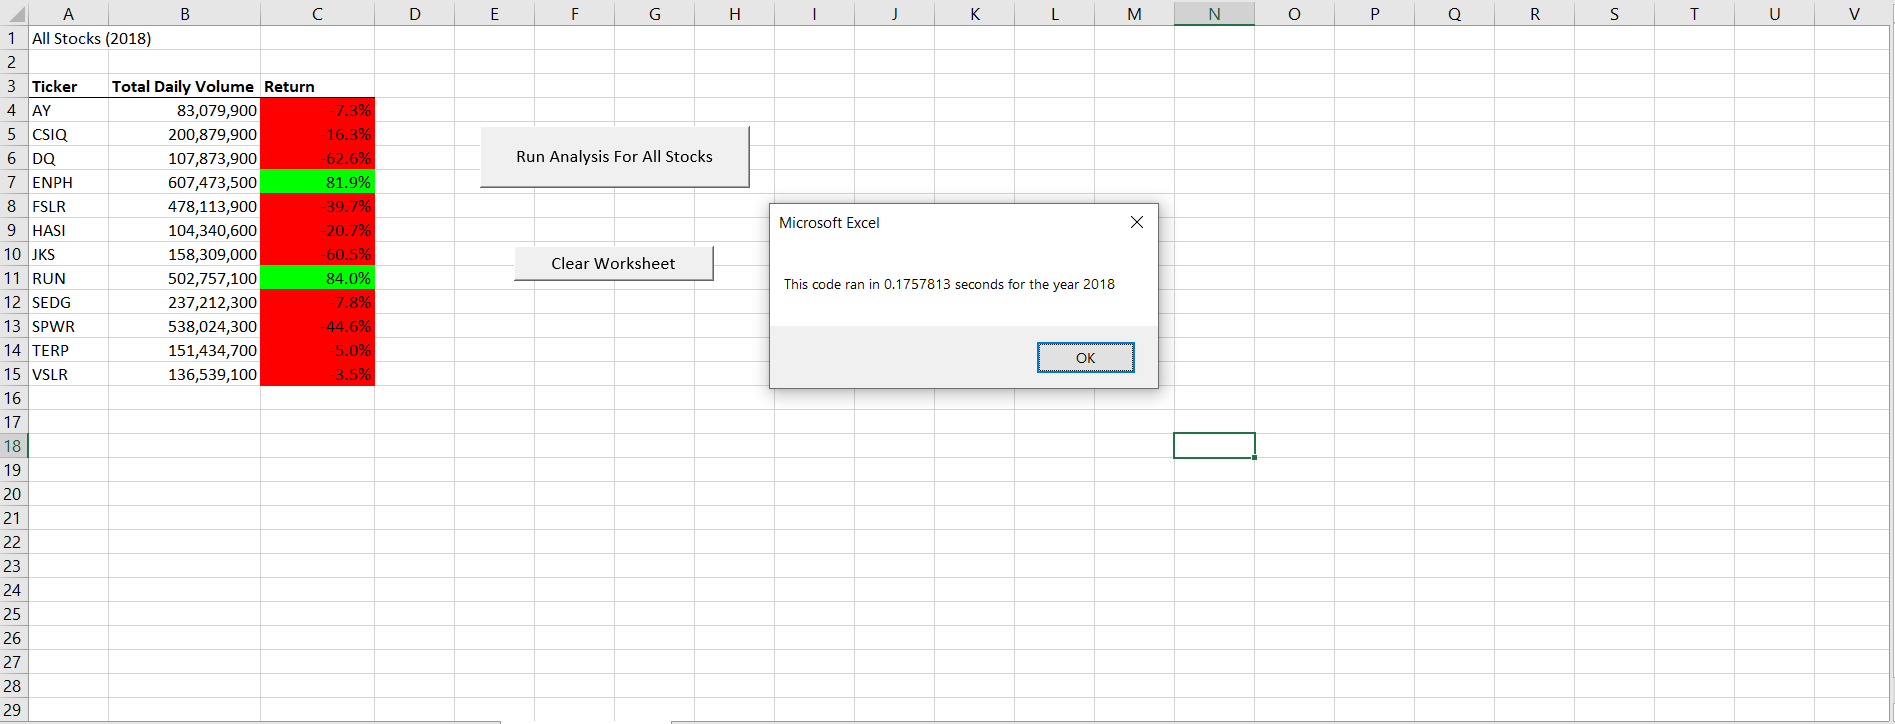 A B C D E F G H I J K L M N O P Q R S T U V
1 All Stocks (2018)
2
3 Ticker Total Daily Volume Return
4 AY 83,079,900 -7.3%
5 CSIQ 200,879,900 -16.3%
6 DQ 107,873,900 -62.6%
Run Analysis For All Stocks
7 ENPH 607,473,500 81.9%
8 FSLR 478,113,900 -39.7%
9 HASI 104,340,600 -20.7%
Microsoft Excel
10 JKS 158,309,000 -60.5%
Clear Worksheet
11 RUN 502,757,100 84.0%
This code ran in 0.1757813 seconds for the year 2018
12 SEDG 237,212,300 -7.8%
13 SPWR 538,024,300 -44.6%
14 TERP 151,434,700 -5.0%
OK
15 VSLR 136,539,100 -3.5%
16
17
18
19
20
21
22
23
24
25
26
27
28
29